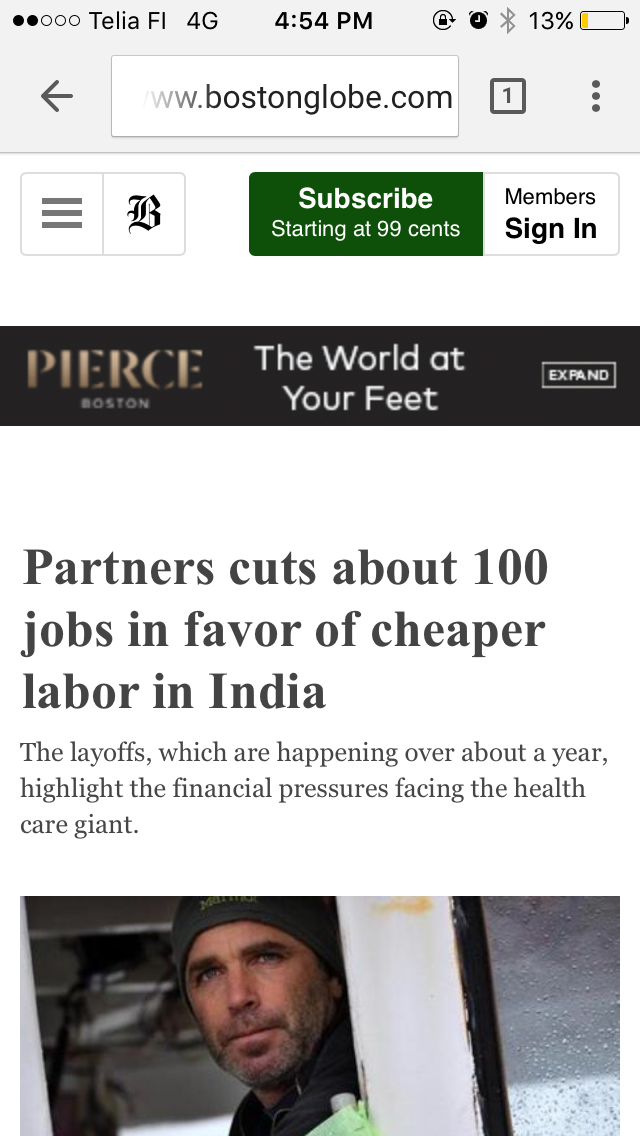 Telia FI 4G 4:54 PM 13%
ww.bostonglobe.com 1
B
Subscribe
Starting at 99 cents
Members
Sign In
PIERCE
BOSTON
The World at
Your Feet
EXPAND
Partners cuts about 100
jobs in favor of cheaper
labor in India
The layoffs, which are happening over about a year,
highlight the financial pressures facing the health
care giant.
Marmot